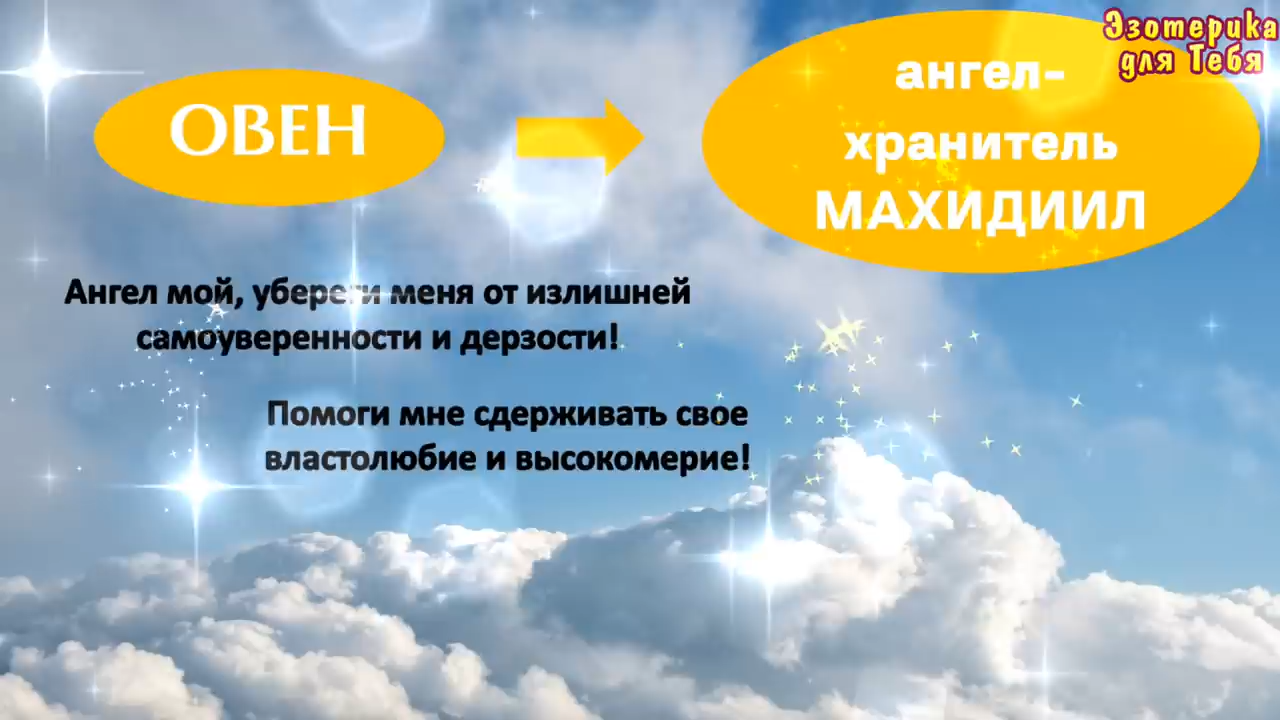 Эзотерика
для Тебя
ОВЕН
ангел-
хранитель
МАХИДИИЛ
Ангел мой, убереги меня от излишней
самоуверенности и дерзости!
Помоги мне сдерживать свое
властолюбие и высокомерие!